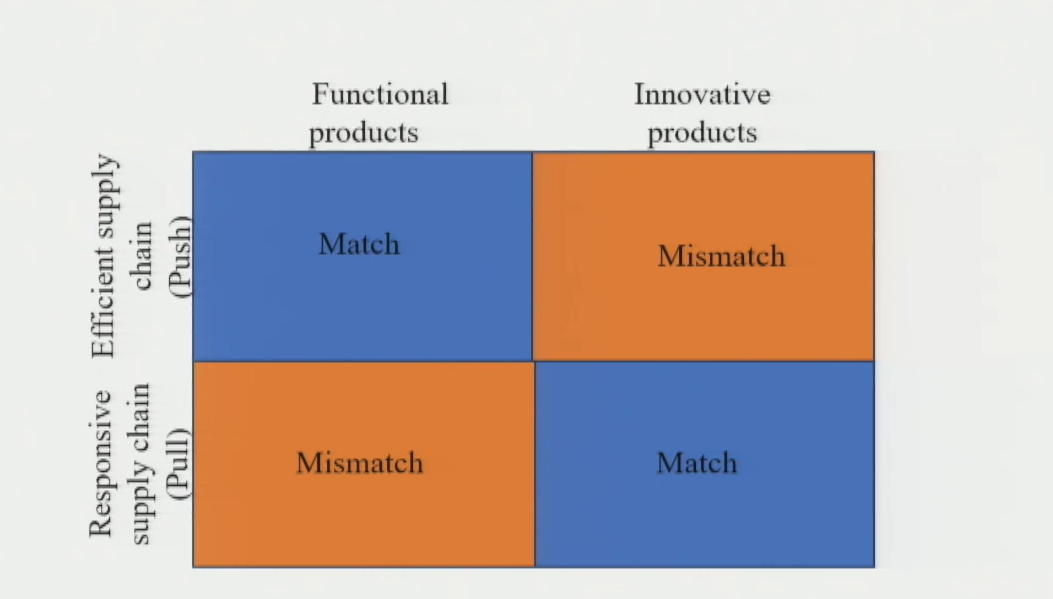 Functional
products
Innovative
products
Efficient supply
chain
(Push)
Match
Mismatch
Responsive
supply chain
(Pull)
Mismatch
Match